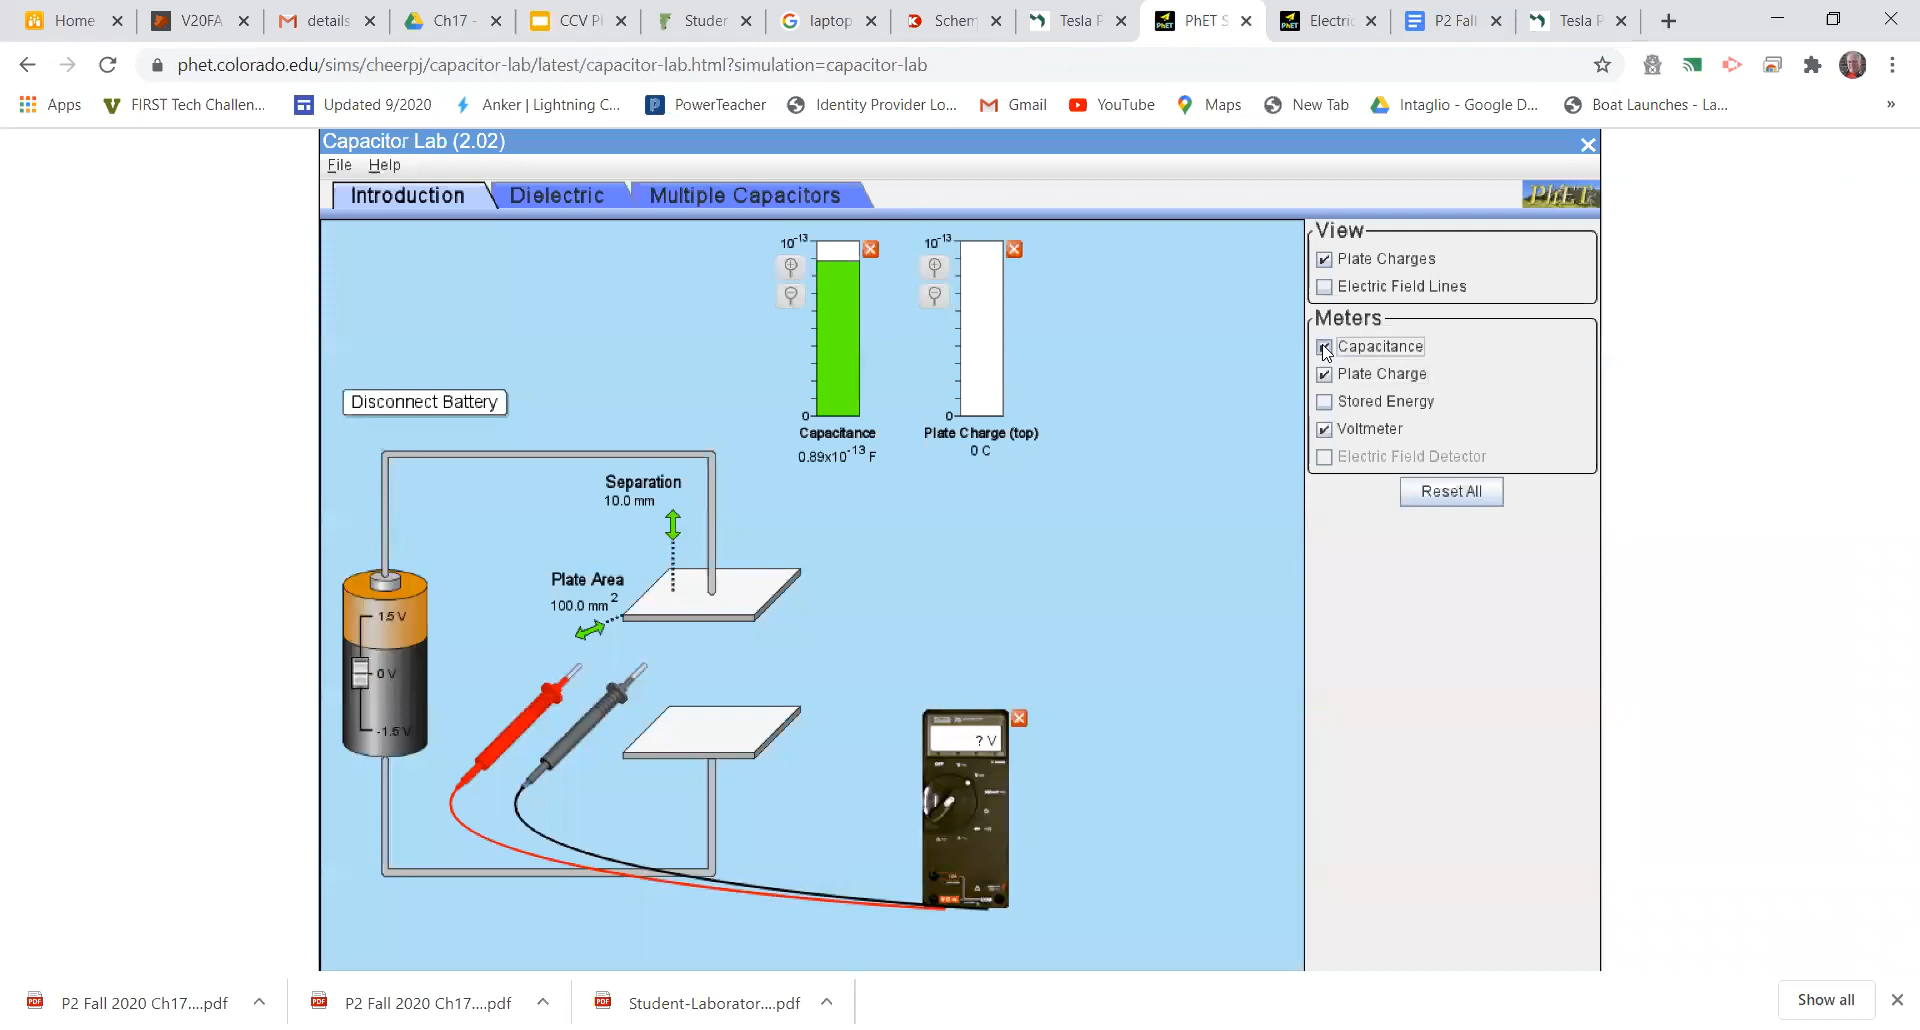 Home
V20FA
details
Ch17 -
CCV Pl
Studer
laptop
Schem
Tesla P
PhET S
Electric
P2 Fall
Tesla P
phet.colorado.edu/sims/cheerpj/capacitor-lab/latest/capacitor-lab.html?simulation=capacitor-lab
Apps
FIRST Tech Challen...
Updated 9/2020
Anker | Lightning C...
PowerTeacher
Identity Provider Lo...
Gmail
YouTube
Maps
New Tab
Intaglio - Google D...
Boat Launches - La...
»
Capacitor Lab (2.02)
File Help
Introduction
Dielectric
Multiple Capacitors
PhET
View
Plate Charges
Electric Field Lines
Meters
Capacitance
Plate Charge
Stored Energy
Voltmeter
Electric Field Detector
Reset All
10⁻¹³
0
Capacitance
0.89x10⁻¹³ F
10⁻¹³
0
Plate Charge (top)
0 C
Disconnect Battery
Separation
10.0 mm
Plate Area
100.0 mm²
1.5 V
0 V
-1.5 V
? V
P2 Fall 2020 Ch17....pdf
P2 Fall 2020 Ch17....pdf
Student-Laborator....pdf
Show all